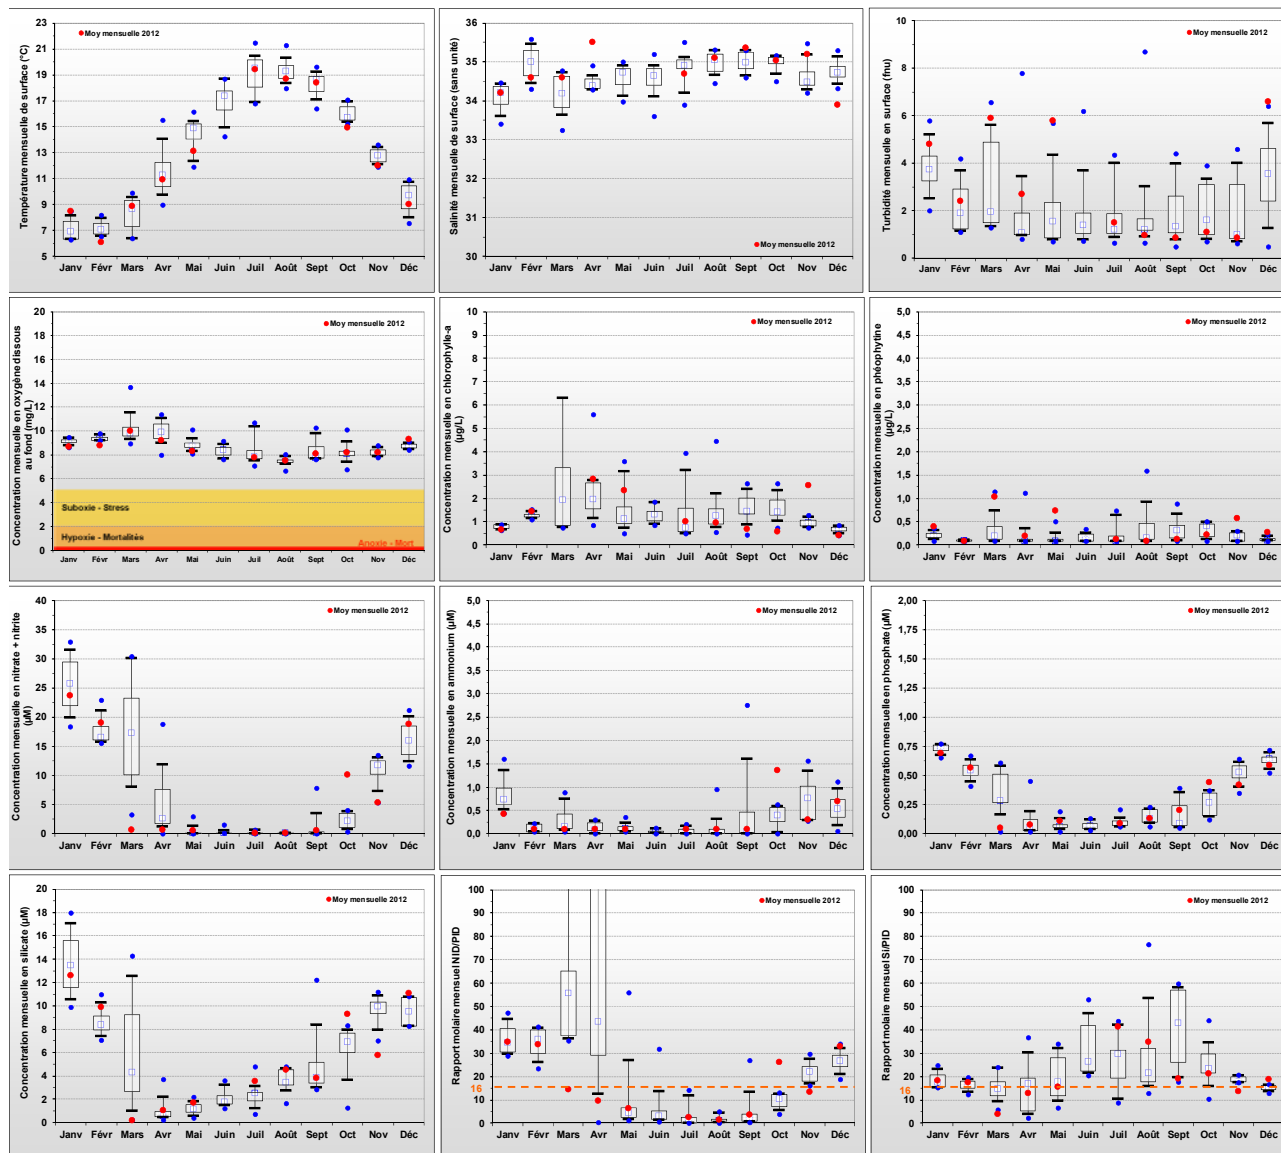 Température mensuelle de surface (°C)
23
21
19
17
15
13
11
9
7
5
Moy mensuelle 2012
Janv Févr Mars Avr Mai Juin Juil Août Sept Oct Nov Déc
Salinité mensuelle de surface (sans unité)
36
35
34
33
32
31
30
Moy mensuelle 2012
Janv Févr Mars Avr Mai Juin Juil Août Sept Oct Nov Déc
Turbidité mensuelle en surface (fnu)
10
8
6
4
2
0
Moy mensuelle 2012
Janv Févr Mars Avr Mai Juin Juil Août Sept Oct Nov Déc
Concentration mensuelle en oxygène dissous
au fond (mg/L)
20
18
16
14
12
10
8
6
4
2
0
Moy mensuelle 2012
Suboxie - Stress
Hypoxie - Mortalités
Anoxie - Mort
Janv Févr Mars Avr Mai Juin Juil Août Sept Oct Nov Déc
Concentration mensuelle en chlorophylle-a
(µg/L)
10
9
8
7
6
5
4
3
2
1
0
Moy mensuelle 2012
Janv Févr Mars Avr Mai Juin Juil Août Sept Oct Nov Déc
Concentration mensuelle en phéophytine
(µg/L)
5,0
4,5
4,0
3,5
3,0
2,5
2,0
1,5
1,0
0,5
0,0
Moy mensuelle 2012
Janv Févr Mars Avr Mai Juin Juil Août Sept Oct Nov Déc
Concentration mensuelle en nitrate + nitrite
(µM)
40
35
30
25
20
15
10
5
0
Moy mensuelle 2012
Janv Févr Mars Avr Mai Juin Juil Août Sept Oct Nov Déc
Concentration mensuelle en ammonium (µM)
5,0
4,5
4,0
3,5
3,0
2,5
2,0
1,5
1,0
0,5
0,0
Moy mensuelle 2012
Janv Févr Mars Avr Mai Juin Juil Août Sept Oct Nov Déc
Concentration mensuelle en phosphate (µM)
2,00
1,75
1,50
1,25
1,00
0,75
0,50
0,25
0,00
Moy mensuelle 2012
Janv Févr Mars Avr Mai Juin Juil Août Sept Oct Nov Déc
Concentration mensuelle en silicate (µM)
20
18
16
14
12
10
8
6
4
2
0
Moy mensuelle 2012
Janv Févr Mars Avr Mai Juin Juil Août Sept Oct Nov Déc
Rapport molaire mensuel NID/PID
100
90
80
70
60
50
40
30
20
16
10
0
Moy mensuelle 2012
Janv Févr Mars Avr Mai Juin Juil Août Sept Oct Nov Déc
Rapport molaire mensuel Si/PID
100
90
80
70
60
50
40
30
20
16
10
0
Moy mensuelle 2012
Janv Févr Mars Avr Mai Juin Juil Août Sept Oct Nov Déc